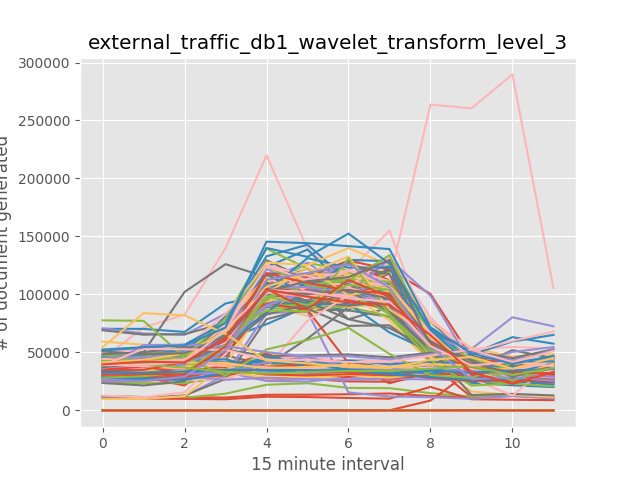 external_traffic_db1_wavelet_transform_level_3
# of document generated
300000
250000
200000
150000
100000
50000
0
0 2 4 6 8 10
15 minute interval